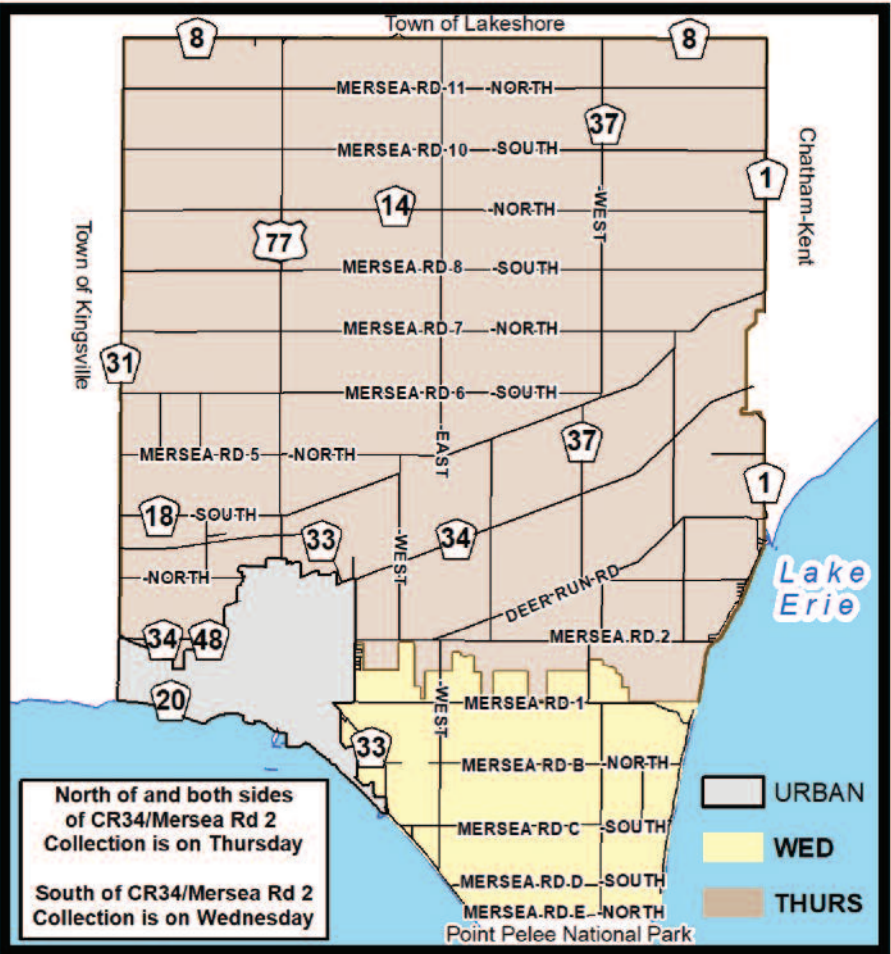 Town of Lakeshore
8
8
MERSEA RD 11 -NORTH
37
MERSEA RD 10 -SOUTH
Chatham-Kent
1
14
-NORTH
-WEST
77
Town of Kingsville
MERSEA RD 8 -SOUTH
MERSEA RD 7 -NORTH
31
MERSEA RD 6 -SOUTH
-EAST
37
MERSEA RD 5 -NORTH
1
18
-SOUTH
33
34
-WEST
-NORTH
DEER RUN RD
Lake
Erie
34
48
MERSEA RD 2
20
-WEST
MERSEA RD 1
33
MERSEA RD B -NORTH
MERSEA RD C -SOUTH
MERSEA RD D -SOUTH
MERSEA RD E -NORTH
Point Pelee National Park
North of and both sides
of CR34/Mersea Rd 2
Collection is on Thursday
South of CR34/Mersea Rd 2
Collection is on Wednesday
URBAN
WED
THURS